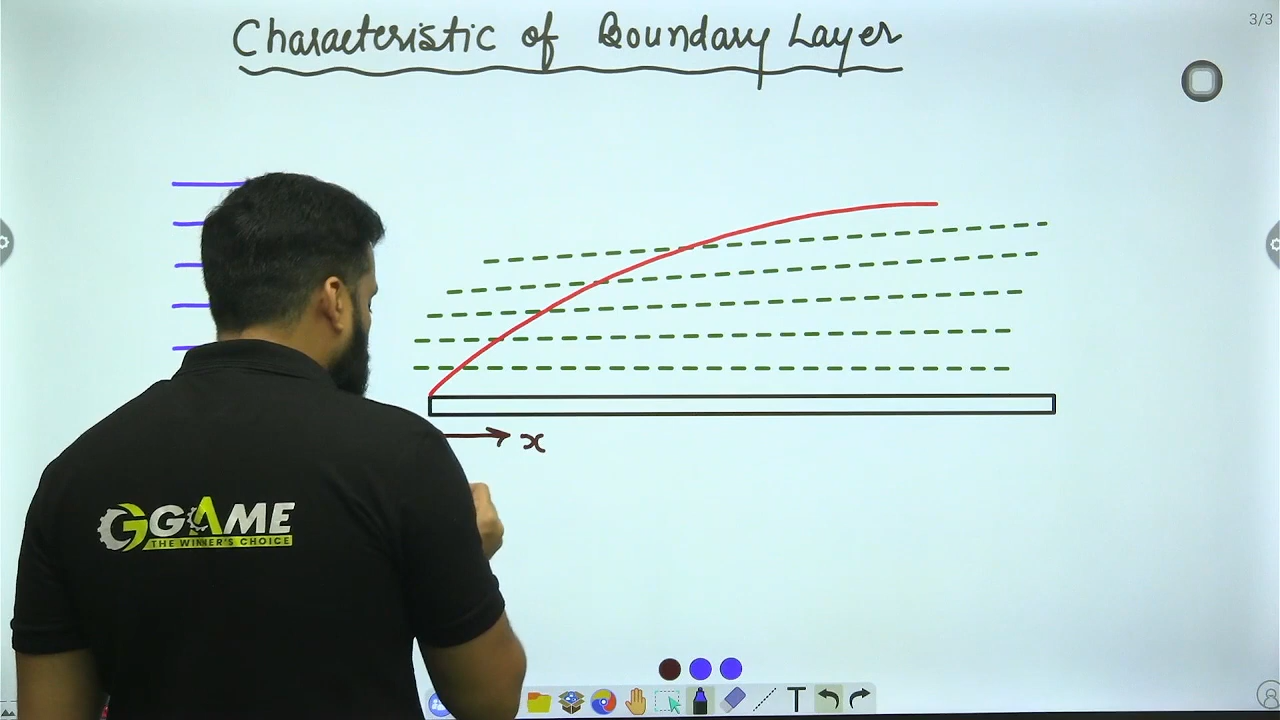 Characteristic of Boundary Layer
3/3
x
GGAME
THE WINNER'S CHOICE
T